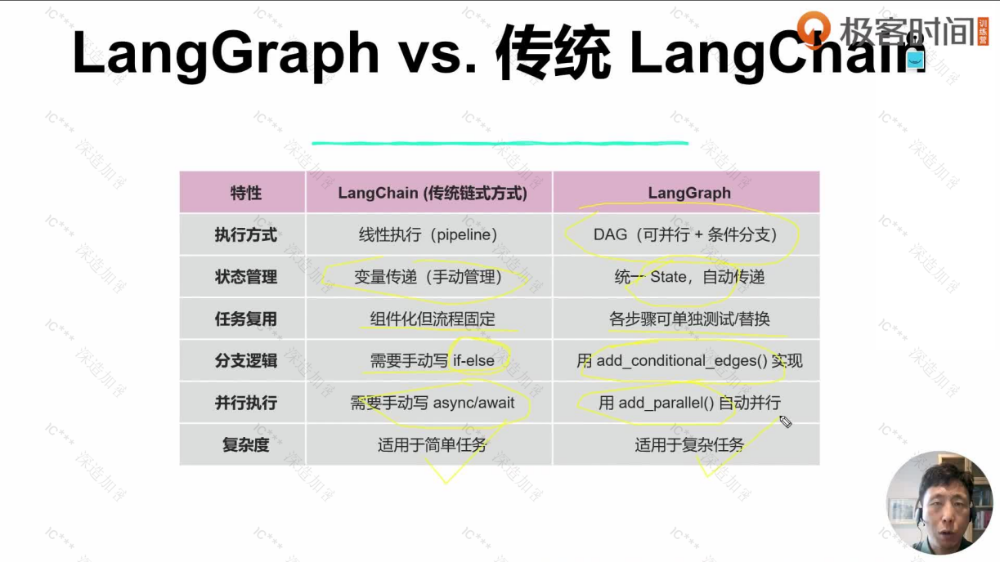 极客时间 训练营
LangGraph vs. 传统 LangChain
特性 LangChain (传统链式方式) LangGraph
执行方式 线性执行（pipeline） DAG（可并行 + 条件分支）
状态管理 变量传递（手动管理） 统一 State，自动传递
任务复用 组件化但流程固定 各步骤可单独测试/替换
分支逻辑 需要手动写 if-else 用 add_conditional_edges() 实现
并行执行 需要手动写 async/await 用 add_parallel() 自动并行
复杂度 适用于简单任务 适用于复杂任务